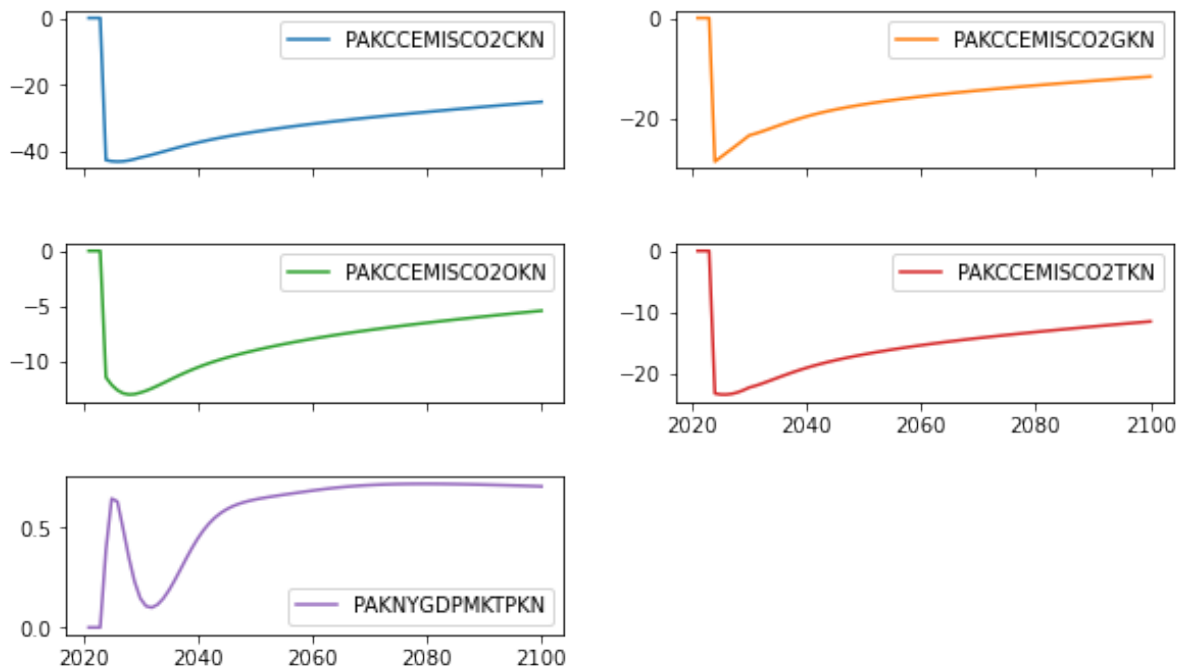 0
−20
−40
PAKCCEMISCO2CKN
0
−20
PAKCCEMISCO2GKN
0
−5
−10
PAKCCEMISCO2OKN
0
−10
−20
PAKCCEMISCO2TKN
2020 2040 2060 2080 2100
0.5
0.0
PAKNYGDPMKTPKN
2020 2040 2060 2080 2100